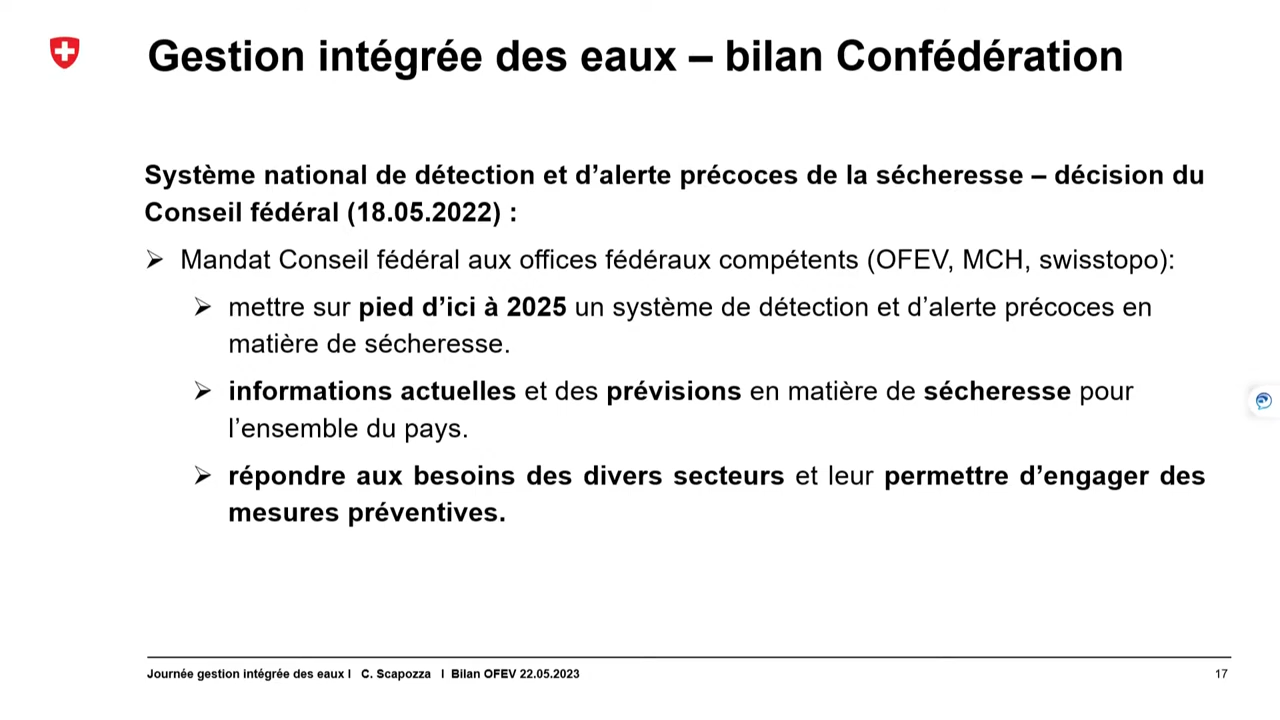 Gestion intégrée des eaux – bilan Confédération
Système national de détection et d’alerte précoces de la sécheresse – décision du
Conseil fédéral (18.05.2022) :
➢ Mandat Conseil fédéral aux offices fédéraux compétents (OFEV, MCH, swisstopo):
➢ mettre sur pied d’ici à 2025 un système de détection et d’alerte précoces en
matière de sécheresse.
➢ informations actuelles et des prévisions en matière de sécheresse pour
l’ensemble du pays.
➢ répondre aux besoins des divers secteurs et leur permettre d’engager des
mesures préventives.
Journée gestion intégrée des eaux I C. Scapozza I Bilan OFEV 22.05.2023
17